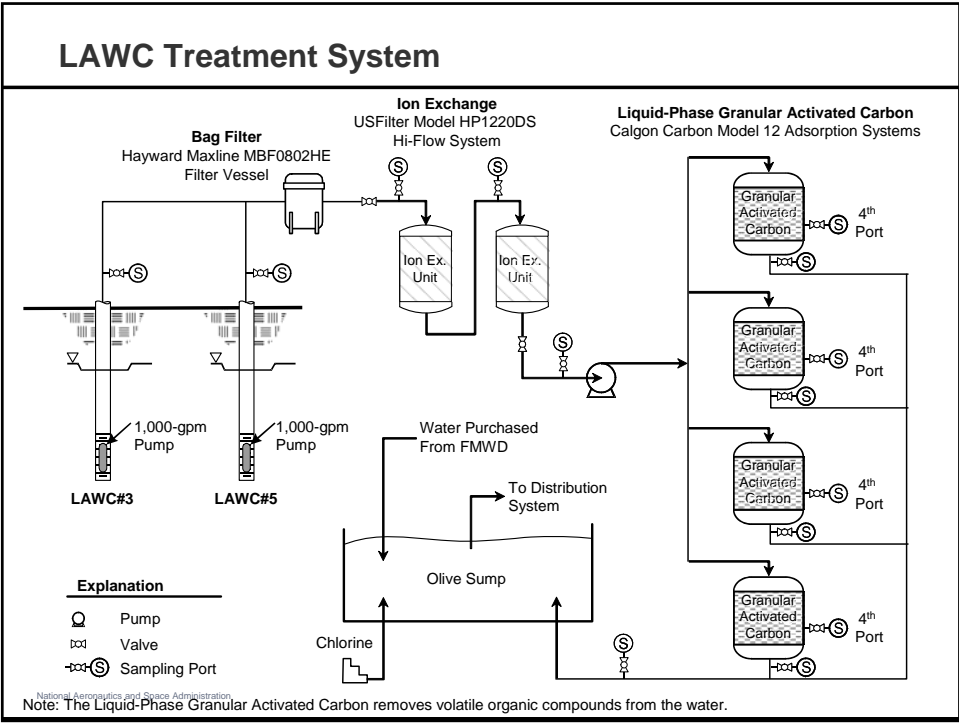 LAWC Treatment System
Ion Exchange
USFilter Model HP1220DS
Hi-Flow System
Liquid-Phase Granular Activated Carbon
Calgon Carbon Model 12 Adsorption Systems
Bag Filter
Hayward Maxline MBF0802HE
Filter Vessel
S
S
S
S
Ion Ex.
Unit
Ion Ex.
Unit
S
Granular
Activated
Carbon
S
4th
Port
S
Granular
Activated
Carbon
S
4th
Port
S
Granular
Activated
Carbon
S
4th
Port
S
Granular
Activated
Carbon
S
4th
Port
S
1,000-gpm
Pump
LAWC#3
1,000-gpm
Pump
LAWC#5
Water Purchased
From FMWD
To Distribution
System
Olive Sump
Chlorine
S
Explanation
Pump
Valve
S
Sampling Port
National Aeronautics and Space Administration
Note: The Liquid-Phase Granular Activated Carbon removes volatile organic compounds from the water.